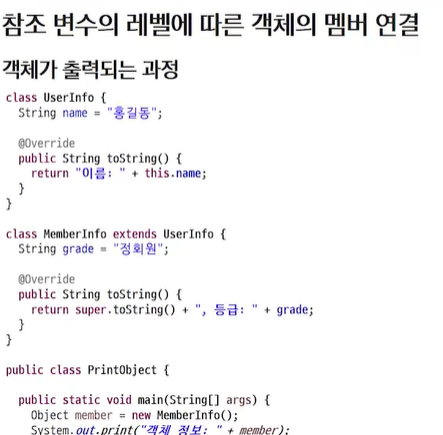 참조 변수의 레벨에 따른 객체의 멤버 연결
객체가 출력되는 과정
class UserInfo {
String name = "홍길동";
@Override
public String toString() {
return "이름: " + this.name;
}
}
class MemberInfo extends UserInfo {
String grade = "정회원";
@Override
public String toString() {
return super.toString() + ", 등급: " + grade;
}
}
public class PrintObject {
public static void main(String[] args) {
Object member = new MemberInfo();
System.out.print("객체 정보: " + member);